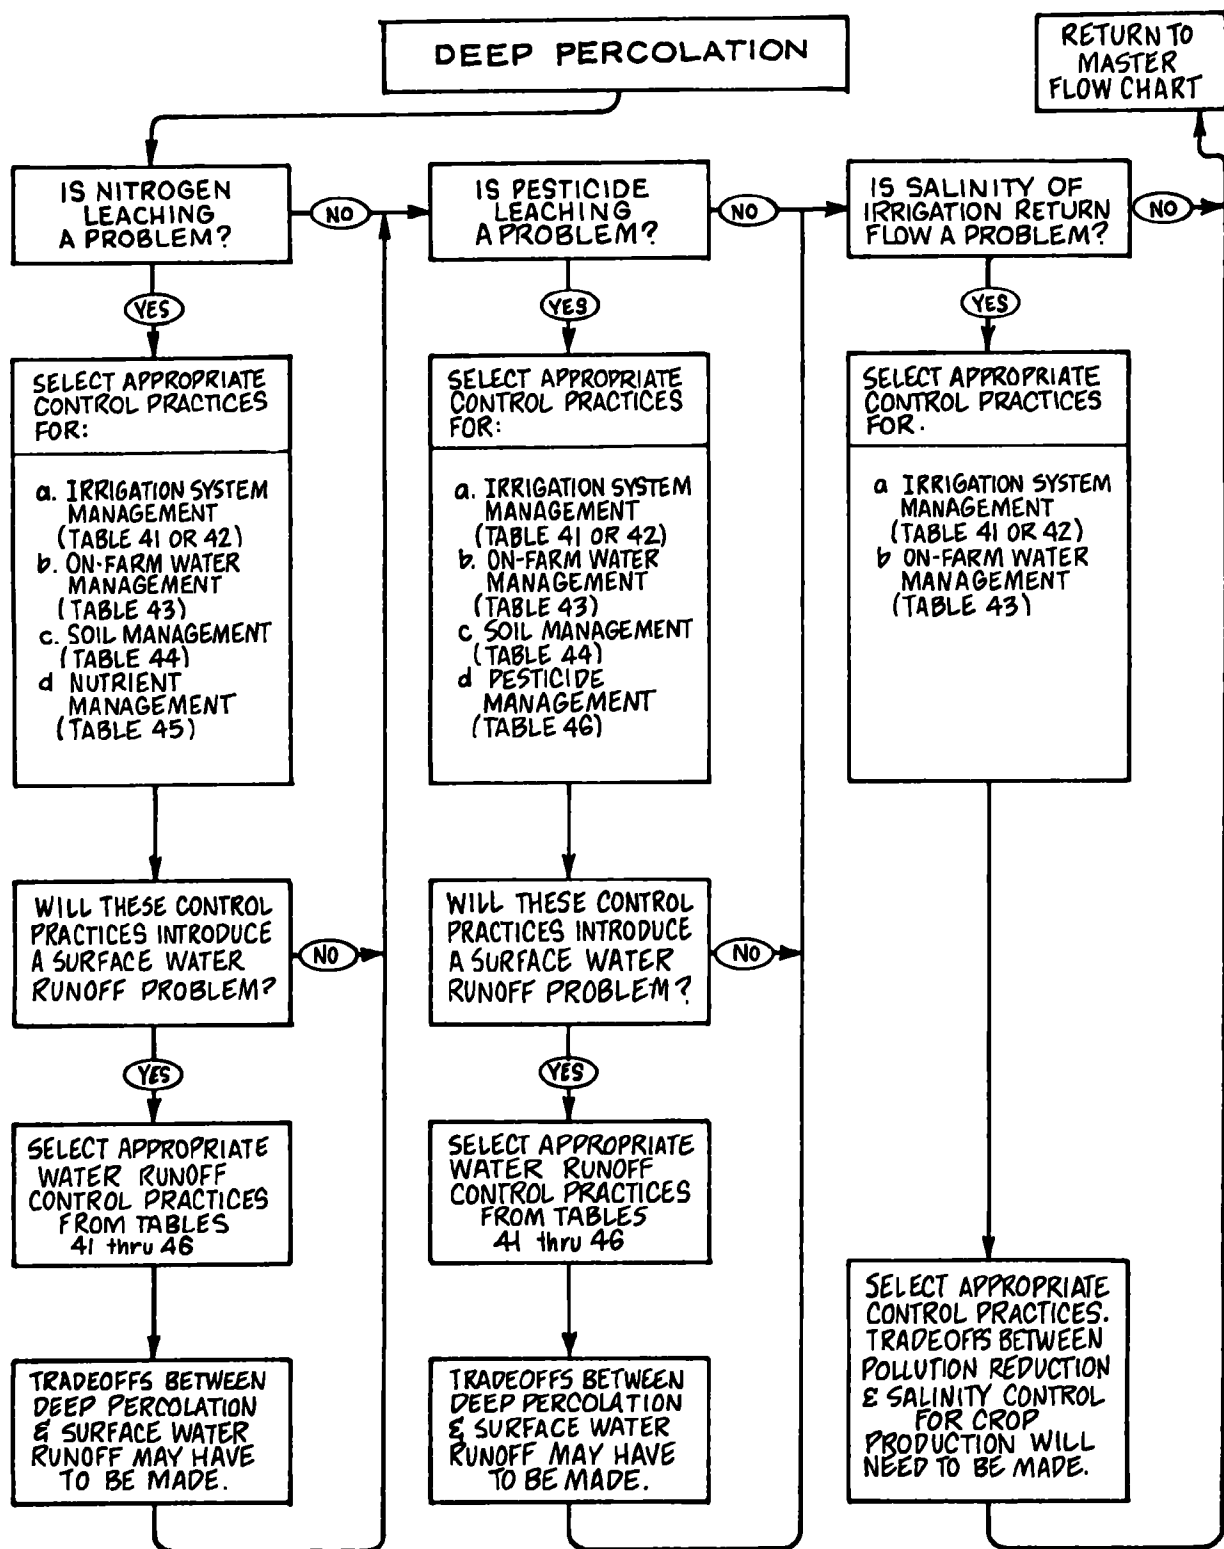 DEEP PERCOLATION
RETURN TO
MASTER
FLOW CHART
IS NITROGEN
LEACHING
A PROBLEM?
NO
YES
SELECT APPROPRIATE
CONTROL PRACTICES
FOR:
a. IRRIGATION SYSTEM
MANAGEMENT
(TABLE 41 OR 42)
b. ON-FARM WATER
MANAGEMENT
(TABLE 43)
c. SOIL MANAGEMENT
(TABLE 44)
d NUTRIENT
MANAGEMENT
(TABLE 45)
WILL THESE CONTROL
PRACTICES INTRODUCE
A SURFACE WATER
RUNOFF PROBLEM?
NO
YES
SELECT APPROPRIATE
WATER RUNOFF
CONTROL PRACTICES
FROM TABLES
41 thru 46
TRADEOFFS BETWEEN
DEEP PERCOLATION
& SURFACE WATER
RUNOFF MAY HAVE
TO BE MADE.
IS PESTICIDE
LEACHING
A PROBLEM?
NO
YES
SELECT APPROPRIATE
CONTROL PRACTICES
FOR:
a. IRRIGATION SYSTEM
MANAGEMENT
(TABLE 41 OR 42)
b. ON-FARM WATER
MANAGEMENT
(TABLE 43)
c SOIL MANAGEMENT
(TABLE 44)
d PESTICIDE
MANAGEMENT
(TABLE 46)
WILL THESE CONTROL
PRACTICES INTRODUCE
A SURFACE WATER
RUNOFF PROBLEM?
NO
YES
SELECT APPROPRIATE
WATER RUNOFF
CONTROL PRACTICES
FROM TABLES
41 thru 46
TRADEOFFS BETWEEN
DEEP PERCOLATION
& SURFACE WATER
RUNOFF MAY HAVE
TO BE MADE.
IS SALINITY OF
IRRIGATION RETURN
FLOW A PROBLEM?
NO
YES
SELECT APPROPRIATE
CONTROL PRACTICES
FOR.
a IRRIGATION SYSTEM
MANAGEMENT
(TABLE 41 OR 42)
b ON-FARM WATER
MANAGEMENT
(TABLE 43)
SELECT APPROPRIATE
CONTROL PRACTICES.
TRADEOFFS BETWEEN
POLLUTION REDUCTION
& SALINITY CONTROL
FOR CROP
PRODUCTION WILL
NEED TO BE MADE.